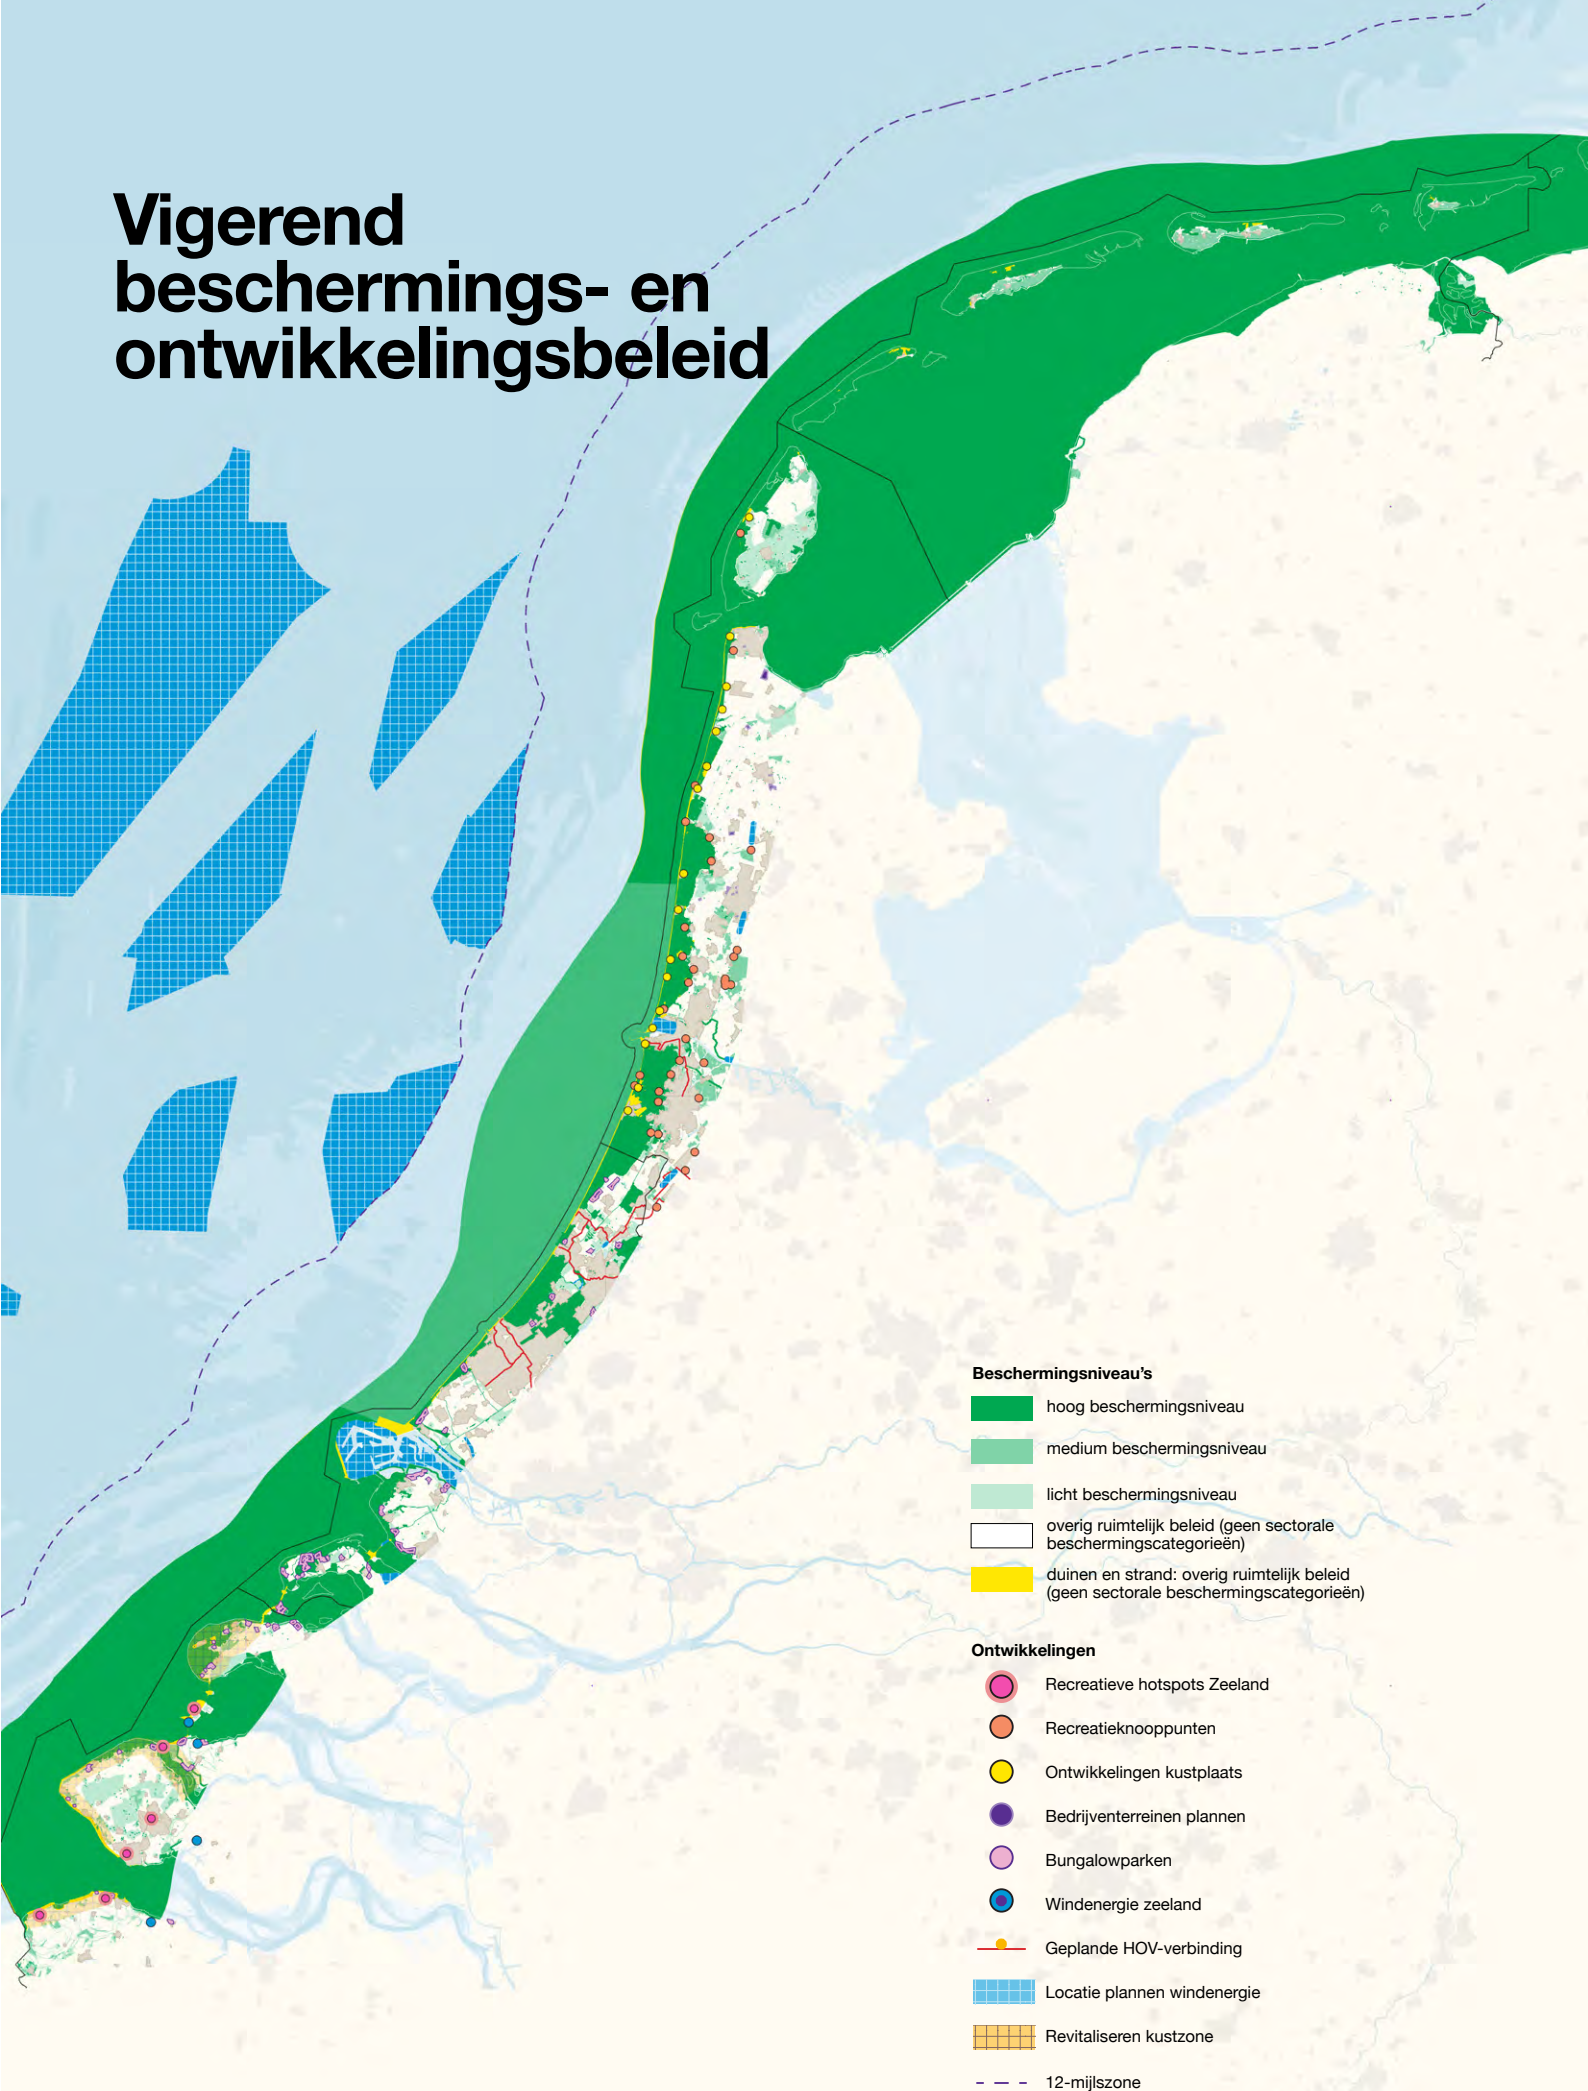 Vigerend
beschermings- en
ontwikkelingsbeleid
Beschermingsniveau's
hoog beschermingsniveau
medium beschermingsniveau
licht beschermingsniveau
overig ruimtelijk beleid (geen sectorale
beschermingscategorieën)
duinen en strand: overig ruimtelijk beleid
(geen sectorale beschermingscategorieën)
Ontwikkelingen
Recreatieve hotspots Zeeland
Recreatieknooppunten
Ontwikkelingen kustplaats
Bedrijventerreinen plannen
Bungalowparken
Windenergie zeeland
Geplande HOV-verbinding
Locatie plannen windenergie
Revitaliseren kustzone
12-mijlszone